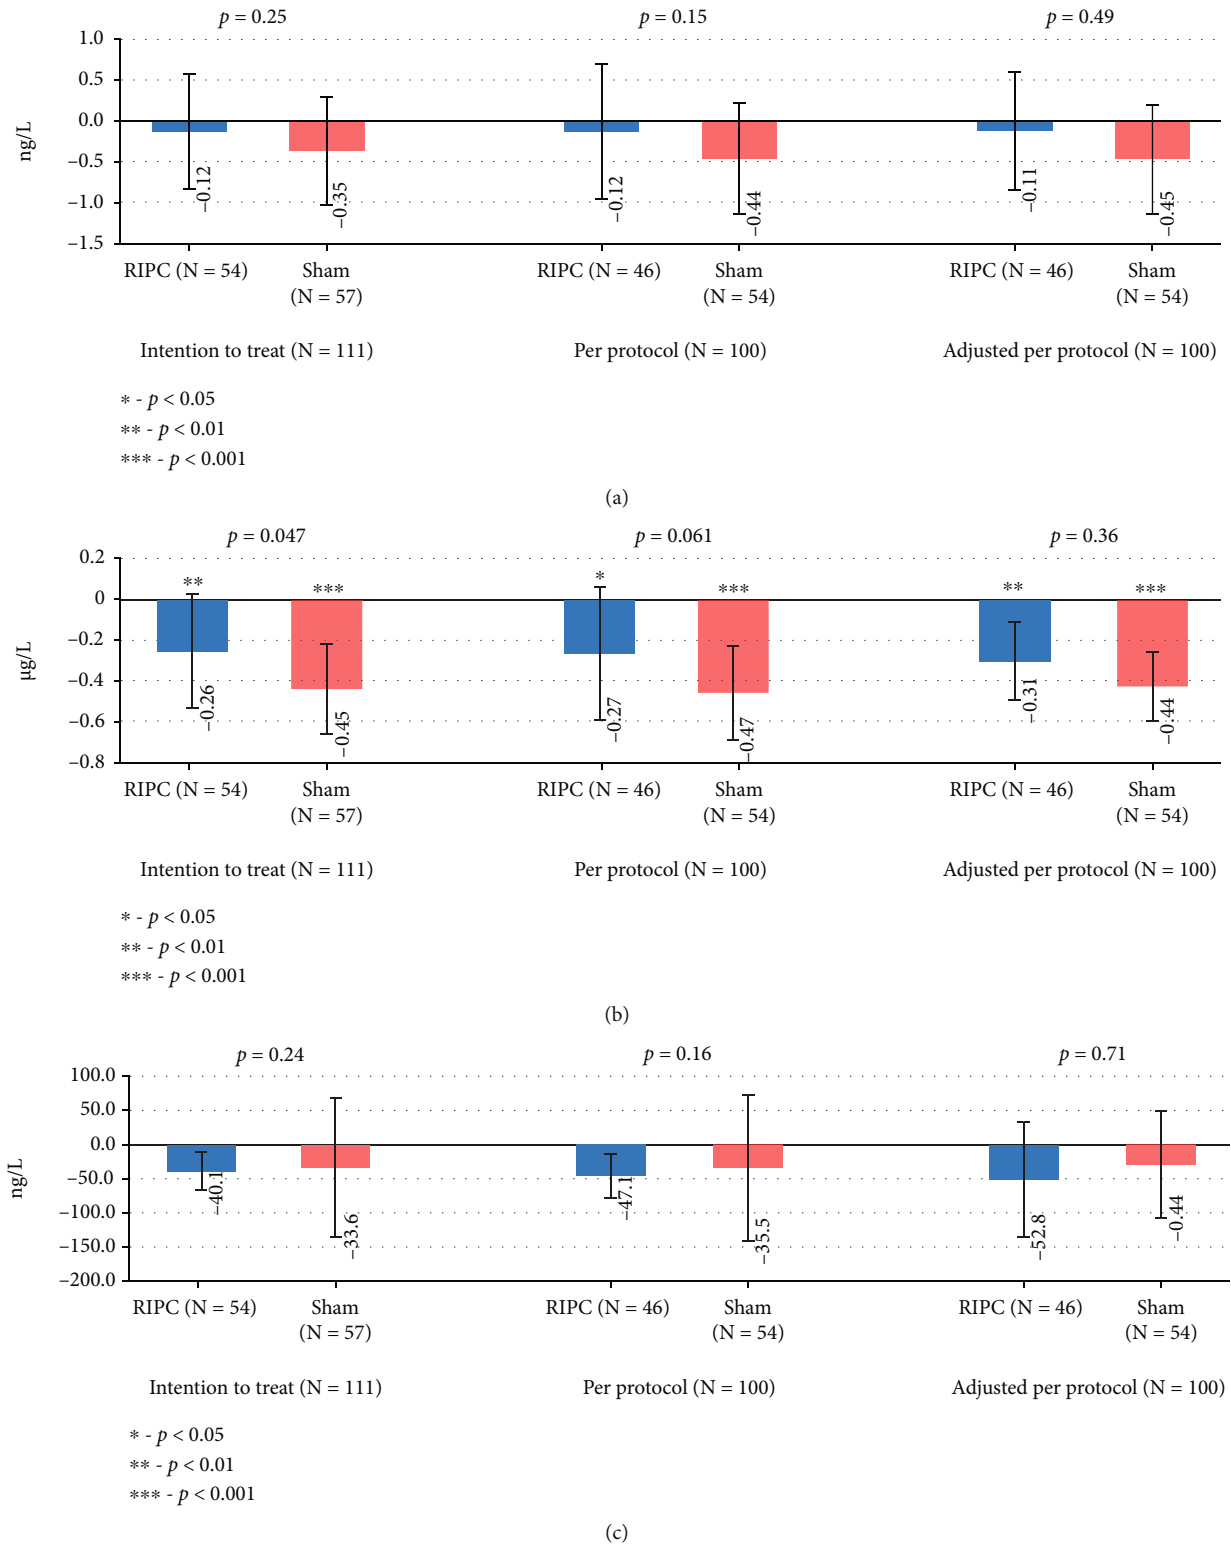 p = 0.25 p = 0.15 p = 0.49
1.0
0.5
0.0
−0.5
−1.0
−1.5
ng/L
−0.12 −0.35 −0.12 −0.44 −0.11 −0.45
RIPC (N = 54) Sham (N = 57) RIPC (N = 46) Sham (N = 54) RIPC (N = 46) Sham (N = 54)
Intention to treat (N = 111) Per protocol (N = 100) Adjusted per protocol (N = 100)
* - p < 0.05
** - p < 0.01
*** - p < 0.001
(a)
p = 0.047 p = 0.061 p = 0.36
0.2
0
−0.2
−0.4
−0.6
−0.8
µg/L
** *** * *** ** ***
−0.26 −0.45 −0.27 −0.47 −0.31 −0.44
RIPC (N = 54) Sham (N = 57) RIPC (N = 46) Sham (N = 54) RIPC (N = 46) Sham (N = 54)
Intention to treat (N = 111) Per protocol (N = 100) Adjusted per protocol (N = 100)
* - p < 0.05
** - p < 0.01
*** - p < 0.001
(b)
p = 0.24 p = 0.16 p = 0.71
100.0
50.0
0.0
−50.0
−100.0
−150.0
−200.0
ng/L
−40.1 −33.6 −47.1 −35.5 −52.8 −0.44
RIPC (N = 54) Sham (N = 57) RIPC (N = 46) Sham (N = 54) RIPC (N = 46) Sham (N = 54)
Intention to treat (N = 111) Per protocol (N = 100) Adjusted per protocol (N = 100)
* - p < 0.05
** - p < 0.01
*** - p < 0.001
(c)